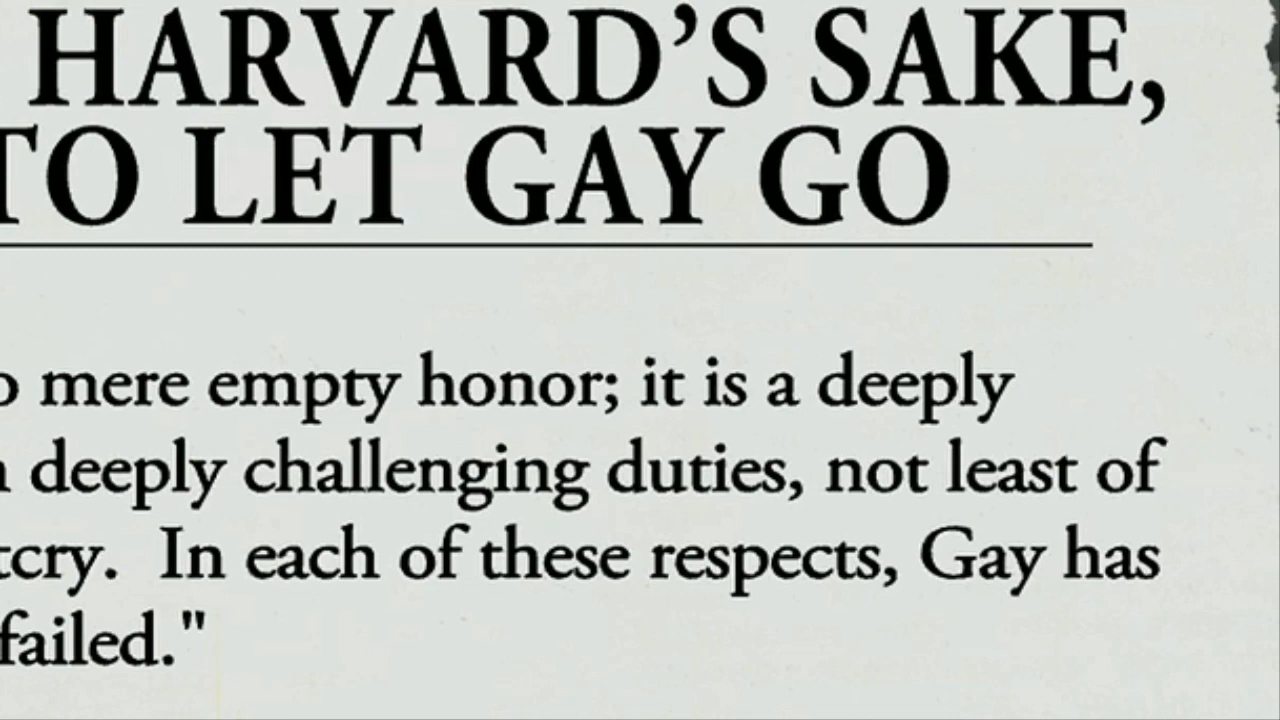 HARVARD’S SAKE,
TO LET GAY GO
mere empty honor; it is a deeply
deeply challenging duties, not least of
In each of these respects, Gay has
failed."